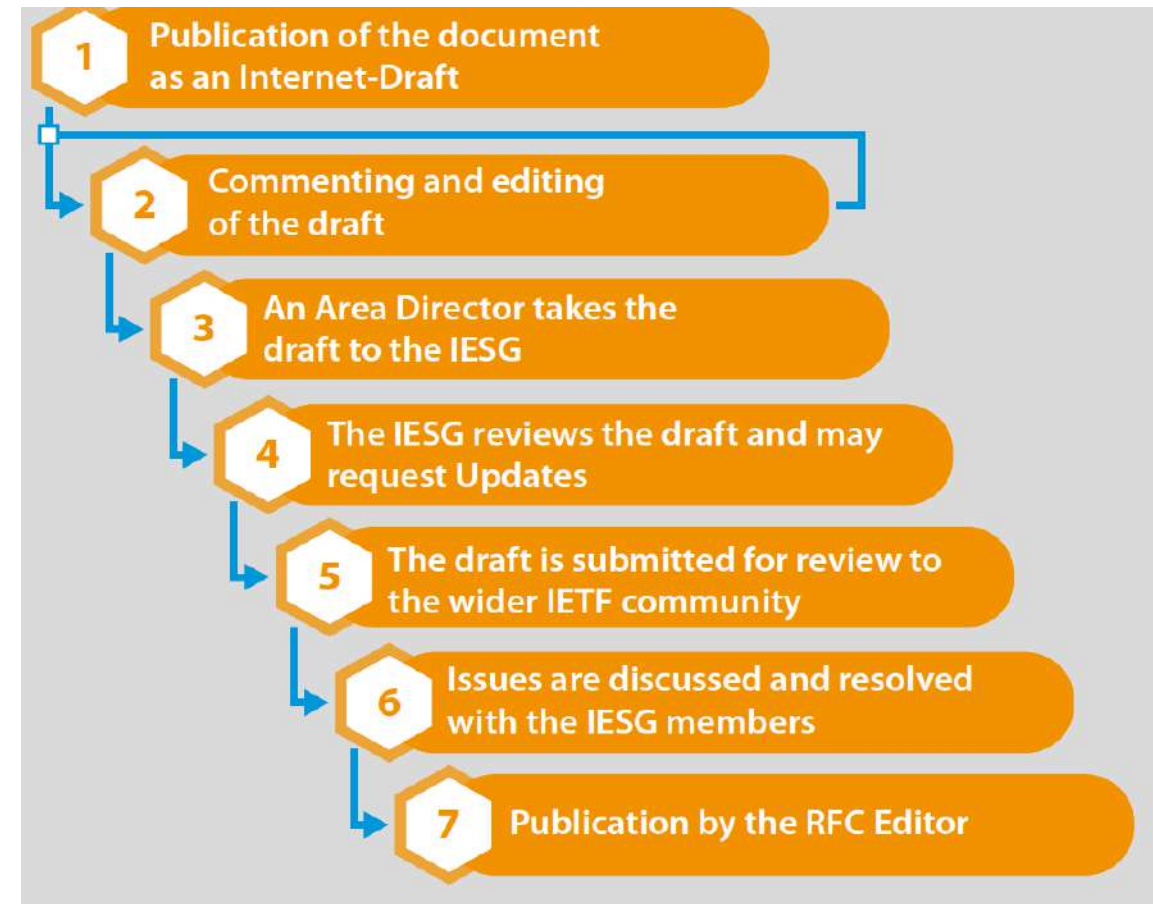 1
Publication of the document
as an Internet-Draft
2
Commenting and editing
of the draft
3
An Area Director takes the
draft to the IESG
4
The IESG reviews the draft and may
request Updates
5
The draft is submitted for review to
the wider IETF community
6
Issues are discussed and resolved
with the IESG members
7
Publication by the RFC Editor